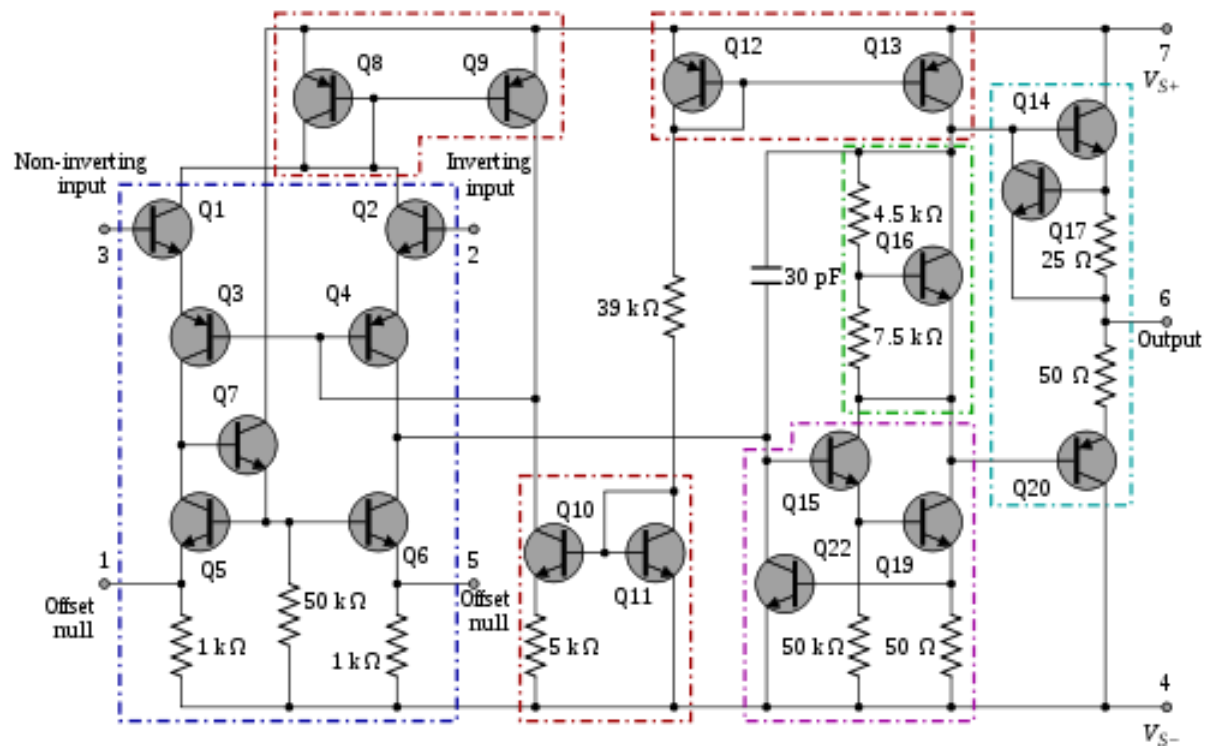 Q12
Q13
7
V_S+
Q8
Q9
Q14
Non-inverting
input
Inverting
input
Q1
Q2
3
2
4.5 kΩ
Q16
Q17
25 Ω
Q3
Q4
39 kΩ
30 pF
7.5 kΩ
6
Output
50 Ω
Q7
Q15
Q20
Q10
Q22
Q19
1
Q5
Q6
5
Q11
Offset
null
50 kΩ
Offset
null
1 kΩ
1 kΩ
5 kΩ
50 kΩ
50 Ω
4
V_S−